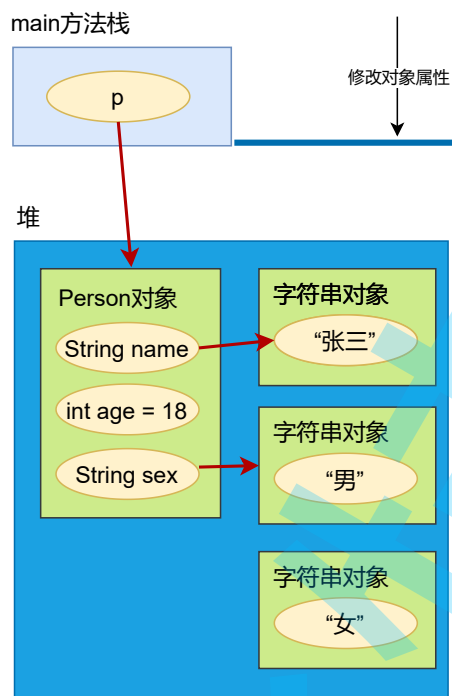 main方法栈
修改对象属性
p
堆
Person对象
String name
int age = 18
String sex
字符串对象
“张三”
字符串对象
“男”
字符串对象
“女”